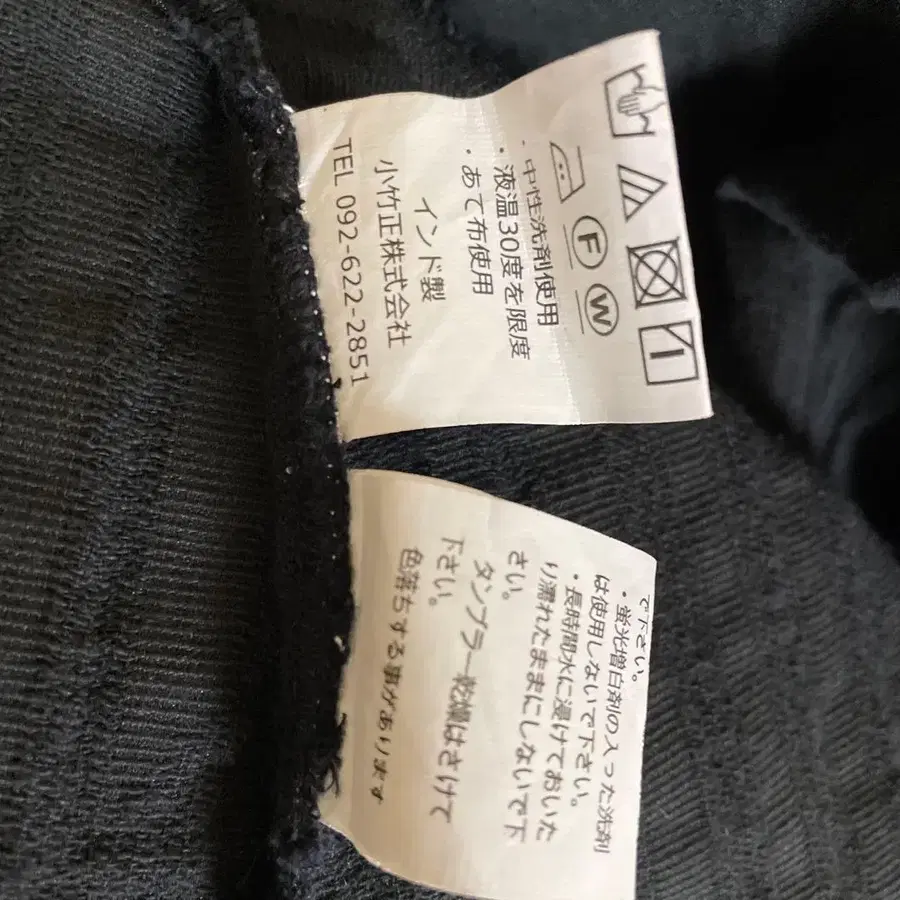 F
W
・中性洗剤使用
・液温30度を限度
・あて布使用
インド製
小竹正株式会社
TEL 092-622-2851
で下さい。
・蛍光増白剤の入った洗剤
は使用しないで下さい。
・長時間水に浸けておいた
り濡れたままにしないで下
さい。
タンブラー乾燥はさけて
下さい。
色落ちする事があります